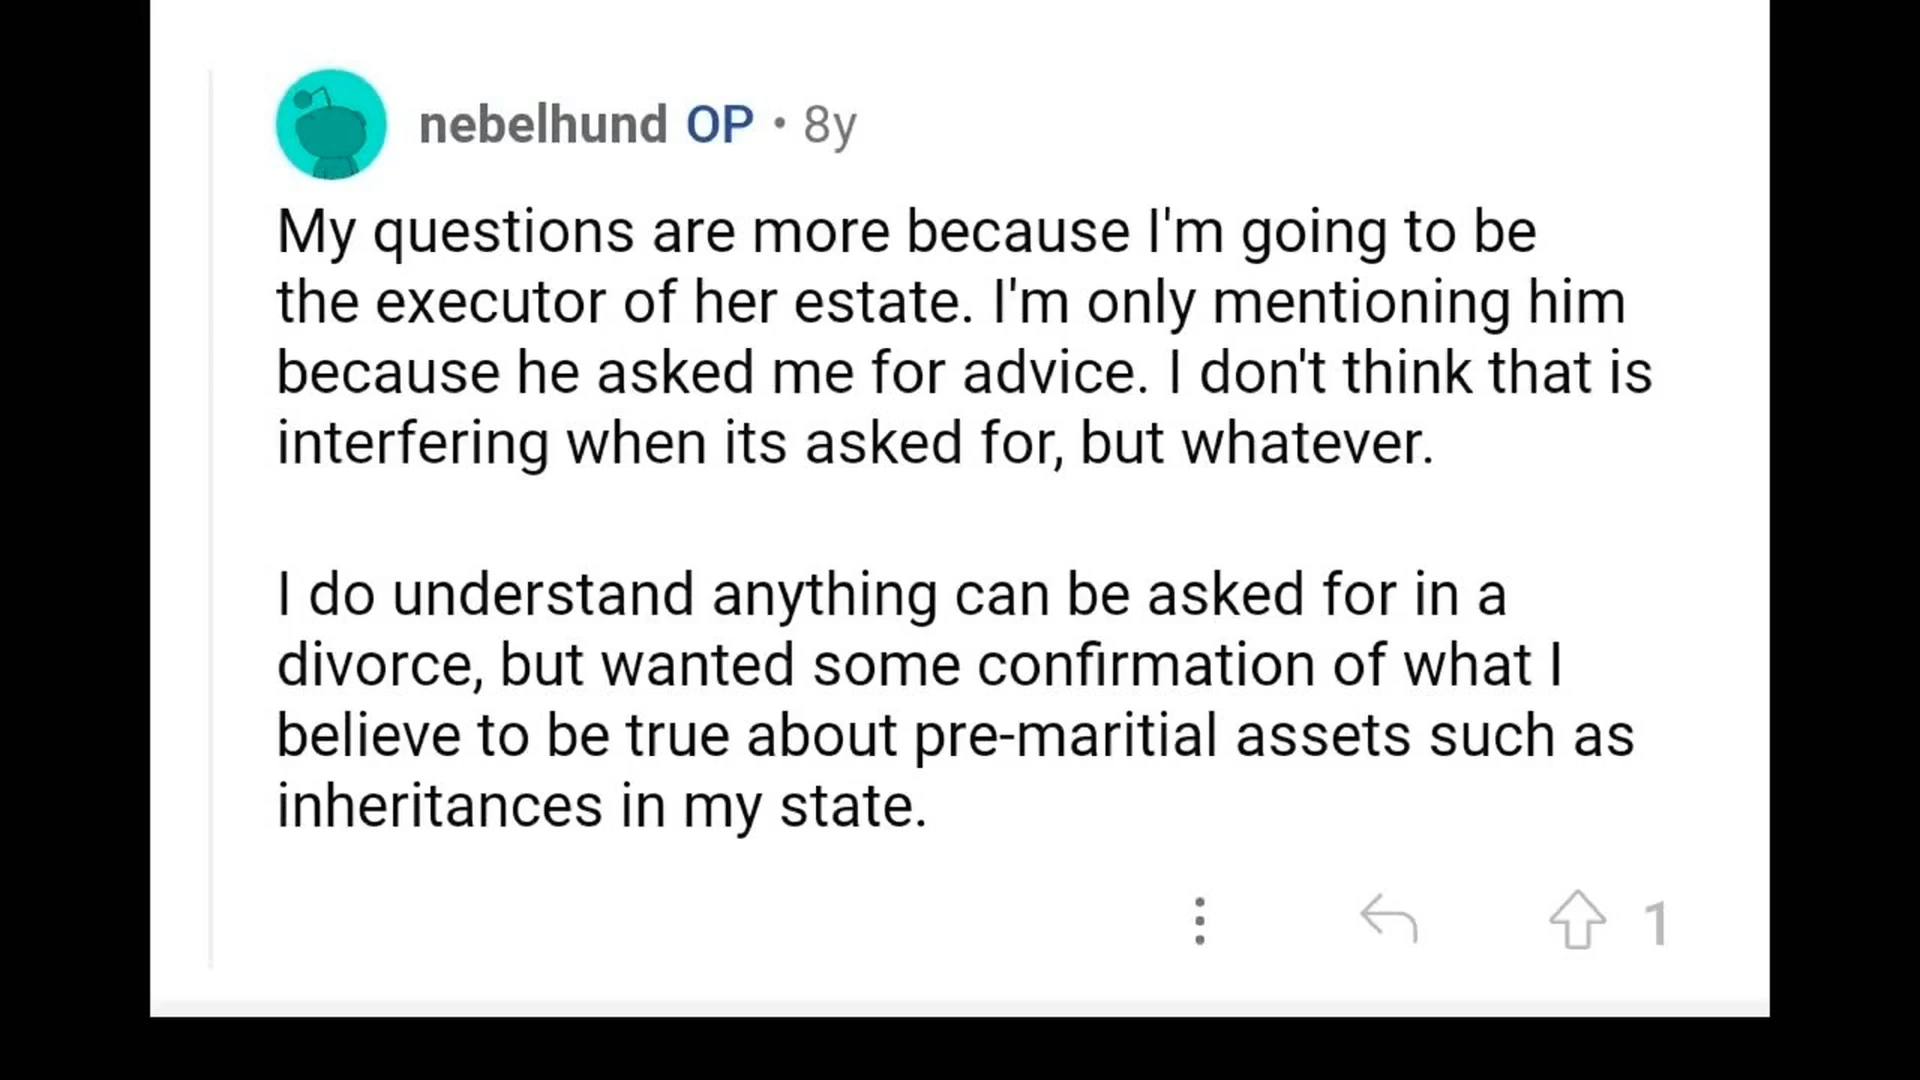 nebelhund OP • 8y
My questions are more because I'm going to be
the executor of her estate. I'm only mentioning him
because he asked me for advice. I don't think that is
interfering when its asked for, but whatever.
I do understand anything can be asked for in a
divorce, but wanted some confirmation of what I
believe to be true about pre-maritial assets such as
inheritances in my state.
1